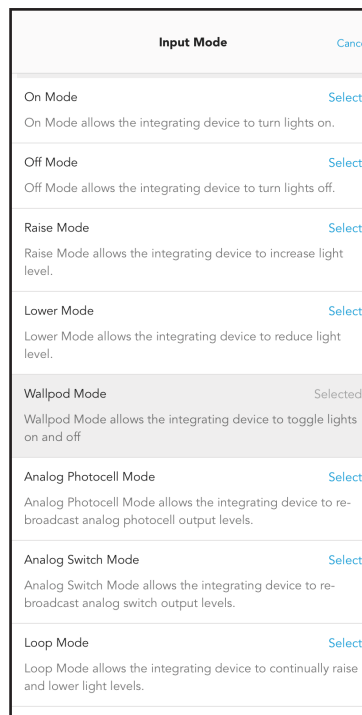 Input Mode Cance
On Mode Select
On Mode allows the integrating device to turn lights on.
Off Mode Select
Off Mode allows the integrating device to turn lights off.
Raise Mode Select
Raise Mode allows the integrating device to increase light
level.
Lower Mode Select
Lower Mode allows the integrating device to reduce light
level.
Wallpod Mode Selected
Wallpod Mode allows the integrating device to toggle lights
on and off
Analog Photocell Mode Select
Analog Photocell Mode allows the integrating device to re-
broadcast analog photocell output levels.
Analog Switch Mode Select
Analog Switch Mode allows the integrating device to re-
broadcast analog switch output levels.
Loop Mode Select
Loop Mode allows the integrating device to continually raise
and lower light levels.